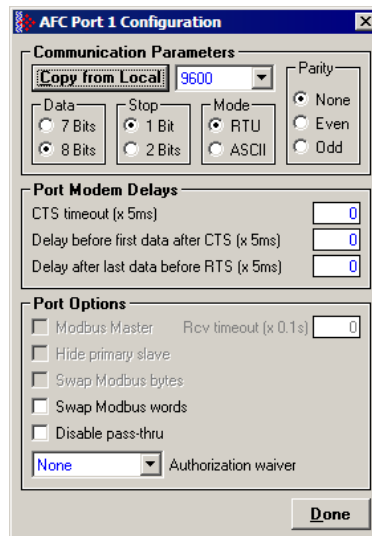 AFC Port 1 Configuration
Communication Parameters
Copy from Local
9600
Parity
None
Even
Odd
Data
7 Bits
8 Bits
Stop
1 Bit
2 Bits
Mode
RTU
ASCII
Port Modem Delays
CTS timeout (x 5ms) 0
Delay before first data after CTS (x 5ms) 0
Delay after last data before RTS (x 5ms) 0
Port Options
Modbus Master Rcv timeout (x 0.1s) 0
Hide primary slave
Swap Modbus bytes
Swap Modbus words
Disable pass-thru
None Authorization waiver
Done